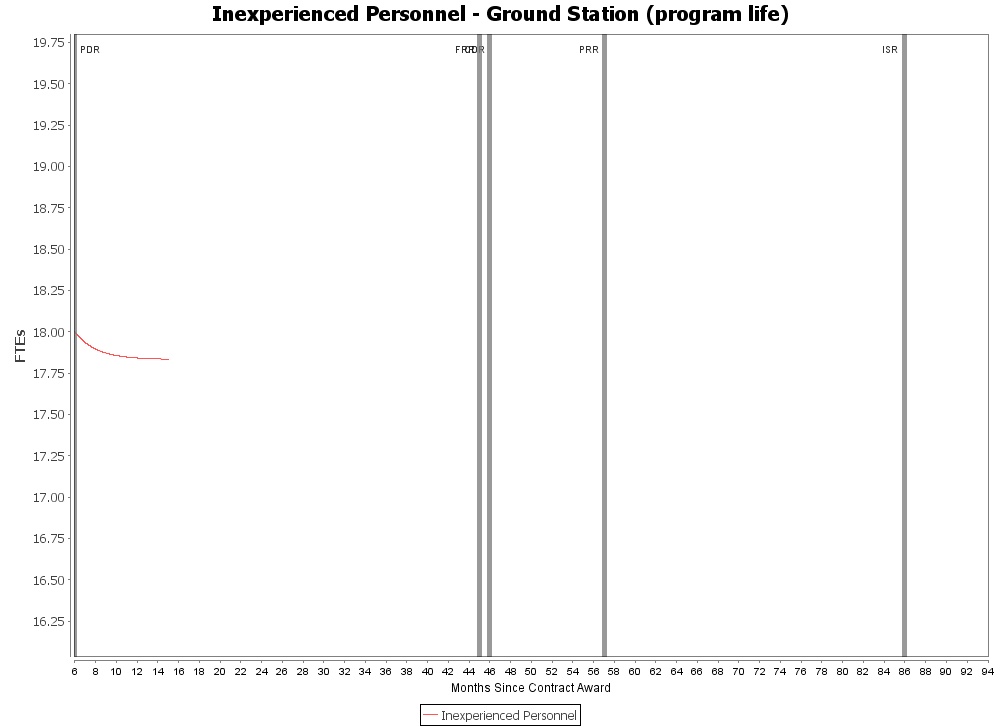 Inexperienced Personnel - Ground Station (program life)
19.75
19.50
19.25
19.00
18.75
18.50
18.25
18.00
17.75
17.50
17.25
17.00
16.75
16.50
16.25
FTEs
PDR PRR ISR
6 8 10 12 14 16 18 20 22 24 26 28 30 32 34 36 38 40 42 44 46 48 50 52 54 56 58 60 62 64 66 68 70 72 74 76 78 80 82 84 86 88 90 92 94
Months Since Contract Award
Inexperienced Personnel